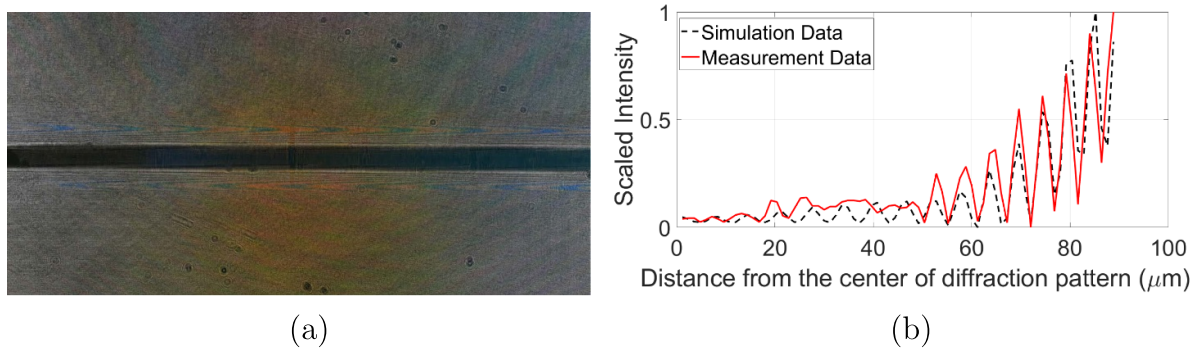 1
0.5
0
Scaled Intensity
Simulation Data
Measurement Data
0 20 40 60 80 100
Distance from the center of diffraction pattern (μm)
(a) (b)